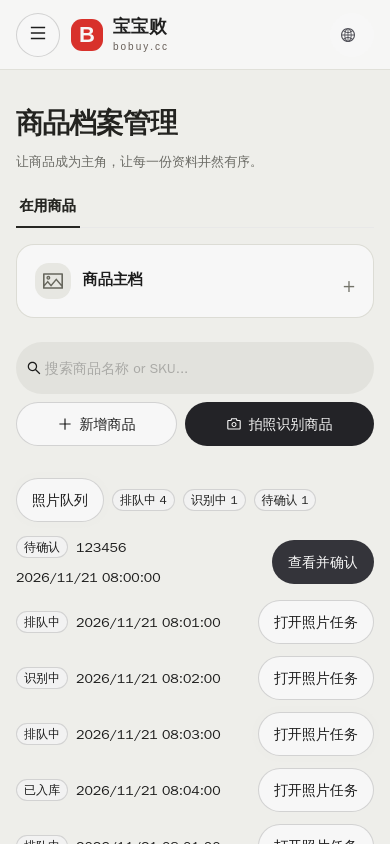 B 宝宝败
bobuy.cc
商品档案管理
让商品成为主角，让每一份资料井然有序。
在用商品
商品主档
搜索商品名称 or SKU...
新增商品 拍照识别商品
照片队列 排队中 4 识别中 1 待确认 1
待确认 123456
2026/11/21 08:00:00 查看并确认
排队中 2026/11/21 08:01:00 打开照片任务
识别中 2026/11/21 08:02:00 打开照片任务
排队中 2026/11/21 08:03:00 打开照片任务
已入库 2026/11/21 08:04:00 打开照片任务